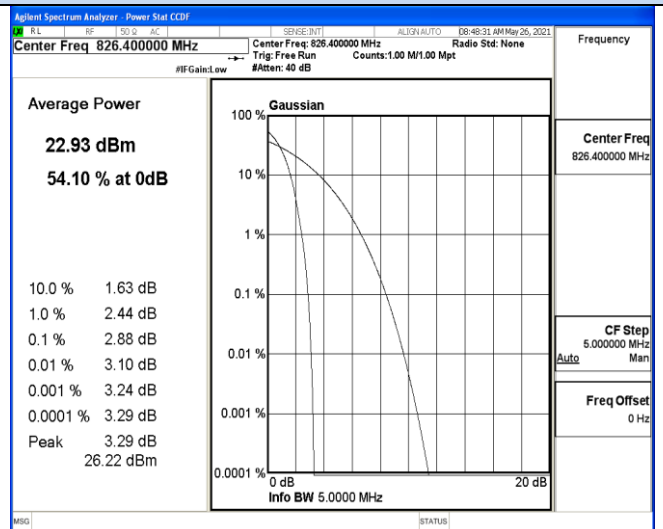 Agilent Spectrum Analyzer - Power Stat CCDF
RL RF 50 Ω AC SENSE:INT ALIGN AUTO 08:48:31 AM May 26, 2021
Center Freq 826.400000 MHz
Center Freq: 826.400000 MHz Radio Std: None
Trig: Free Run Counts:1.00 M/1.00 Mpt
#IFGain:Low #Atten: 40 dB
Frequency
Average Power
22.93 dBm
54.10 % at 0dB
10.0 % 1.63 dB
1.0 % 2.44 dB
0.1 % 2.88 dB
0.01 % 3.10 dB
0.001 % 3.24 dB
0.0001 % 3.29 dB
Peak 3.29 dB
26.22 dBm
Gaussian
100 %
10 %
1 %
0.1 %
0.01 %
0.001 %
0.0001 %
0 dB 20 dB
Info BW 5.0000 MHz
Center Freq
826.400000 MHz
CF Step
5.000000 MHz
Auto Man
Freq Offset
0 Hz
MSG STATUS